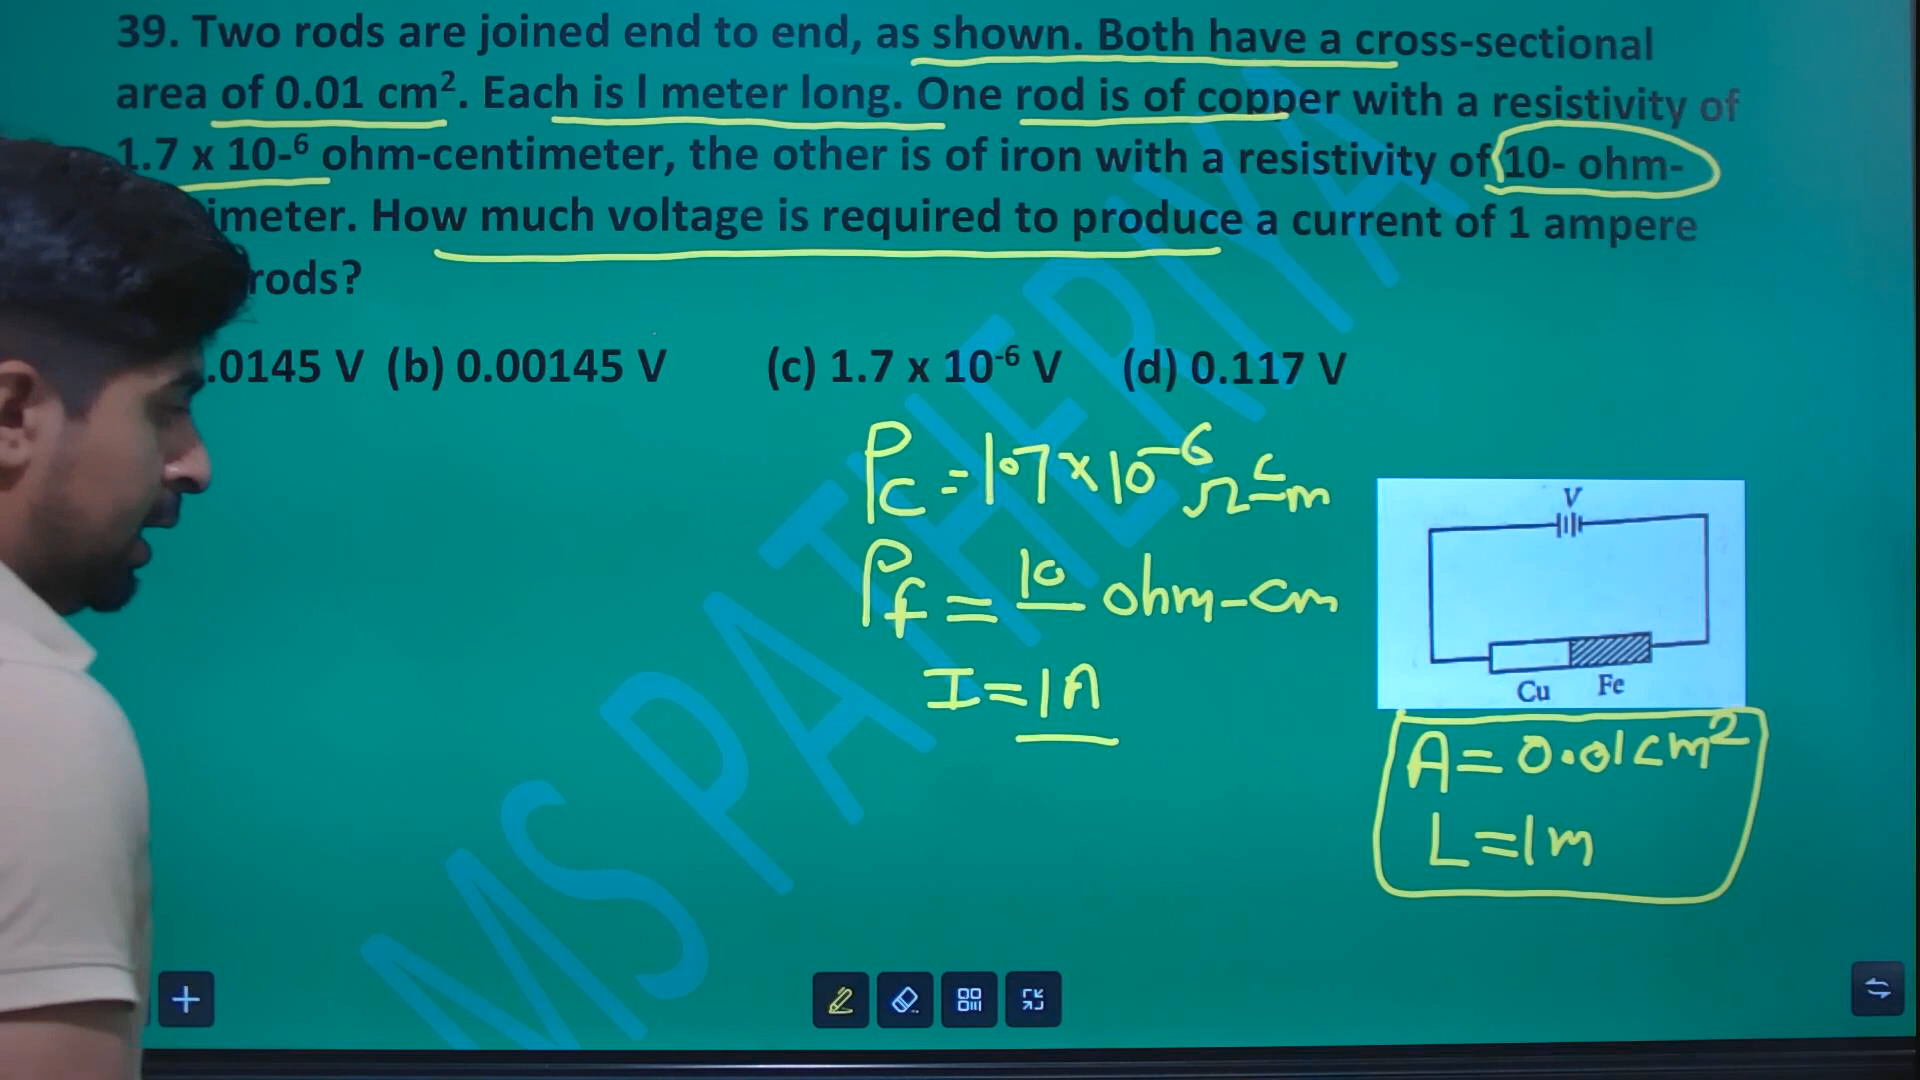 39. Two rods are joined end to end, as shown. Both have a cross-sectional
area of 0.01 cm². Each is l meter long. One rod is of copper with a resistivity of
1.7 x 10-⁶ ohm-centimeter, the other is of iron with a resistivity of 10- ohm-
imeter. How much voltage is required to produce a current of 1 ampere
rods?
.0145 V (b) 0.00145 V (c) 1.7 x 10⁻⁶ V (d) 0.117 V
ρc = 1.7 × 10⁻⁶ Ω cm
ρf = 10 ohm-cm
I = 1A
V
Cu Fe
A = 0.01 cm²
L = 1m
MS PATHERIYA